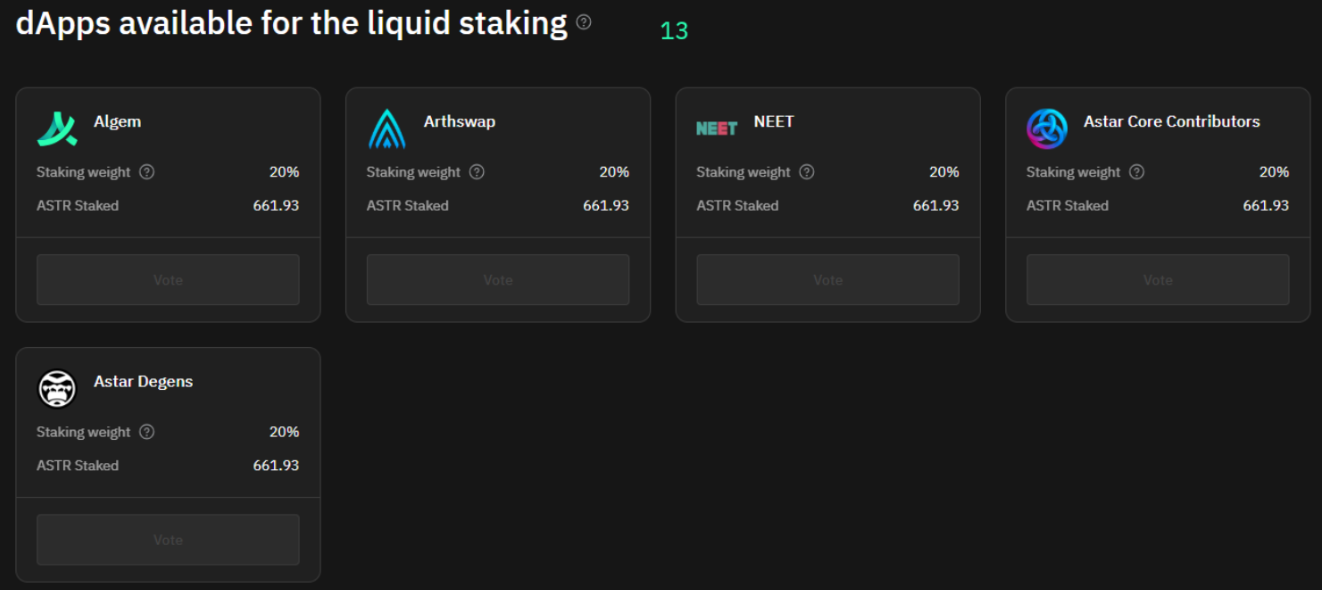 dApps available for the liquid staking ? 13
Algem
Staking weight ? 20%
ASTR Staked 661.93
Vote
Arthswap
Staking weight ? 20%
ASTR Staked 661.93
Vote
NEET NEET
Staking weight ? 20%
ASTR Staked 661.93
Vote
Astar Core Contributors
Staking weight ? 20%
ASTR Staked 661.93
Vote
Astar Degens
Staking weight ? 20%
ASTR Staked 661.93
Vote